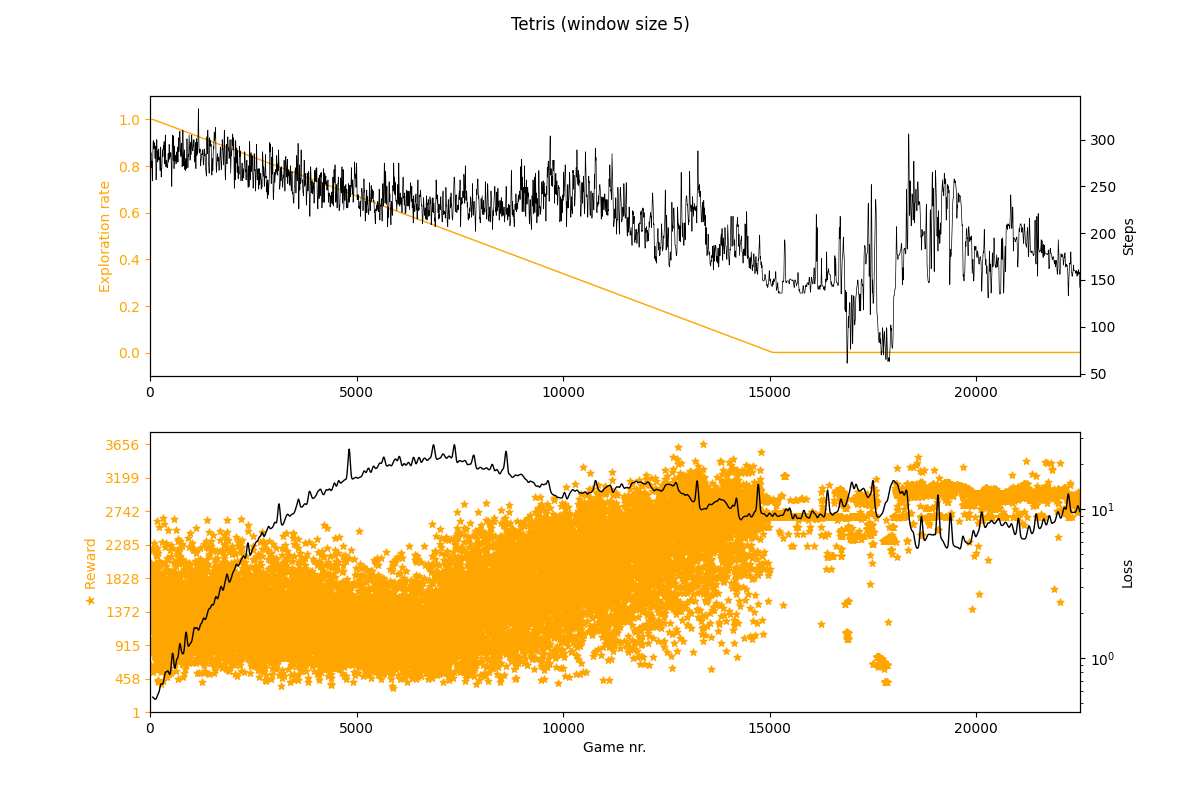 Tetris (window size 5)
1.0
0.8
0.6
0.4
0.2
0.0
Exploration rate
300
250
200
150
100
50
Steps
0 5000 10000 15000 20000
3656
3199
2742
2285
1828
1372
915
458
1
★ Reward
10¹
10⁰
Loss
0 5000 10000 15000 20000
Game nr.